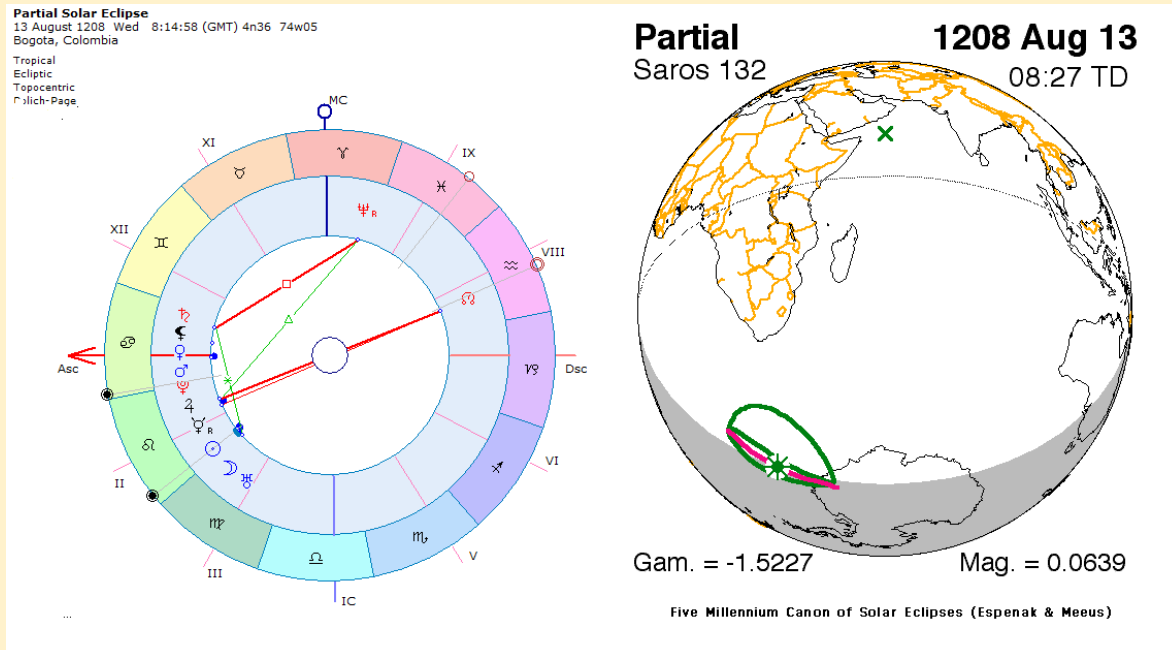 Partial Solar Eclipse
13 August 1208 Wed 8:14:58 (GMT) 4n36 74w05
Bogota, Colombia
Tropical
Ecliptic
Topocentric
MC
XI
IX
♈
♉
♓
♆ R
XII
♊
VIII
♒
☊
♄
⚸
♀
♂
♇
♃
☿ R
☉
☽
♅
♋
Asc
♑
Dsc
♌
II
VI
♐
♍
♏
♎
III
V
IC
□
△
✶
...
Partial
1208 Aug 13
Saros 132
08:27 TD
Gam. = -1.5227
Mag. = 0.0639
Five Millennium Canon of Solar Eclipses (Espenak & Meeus)